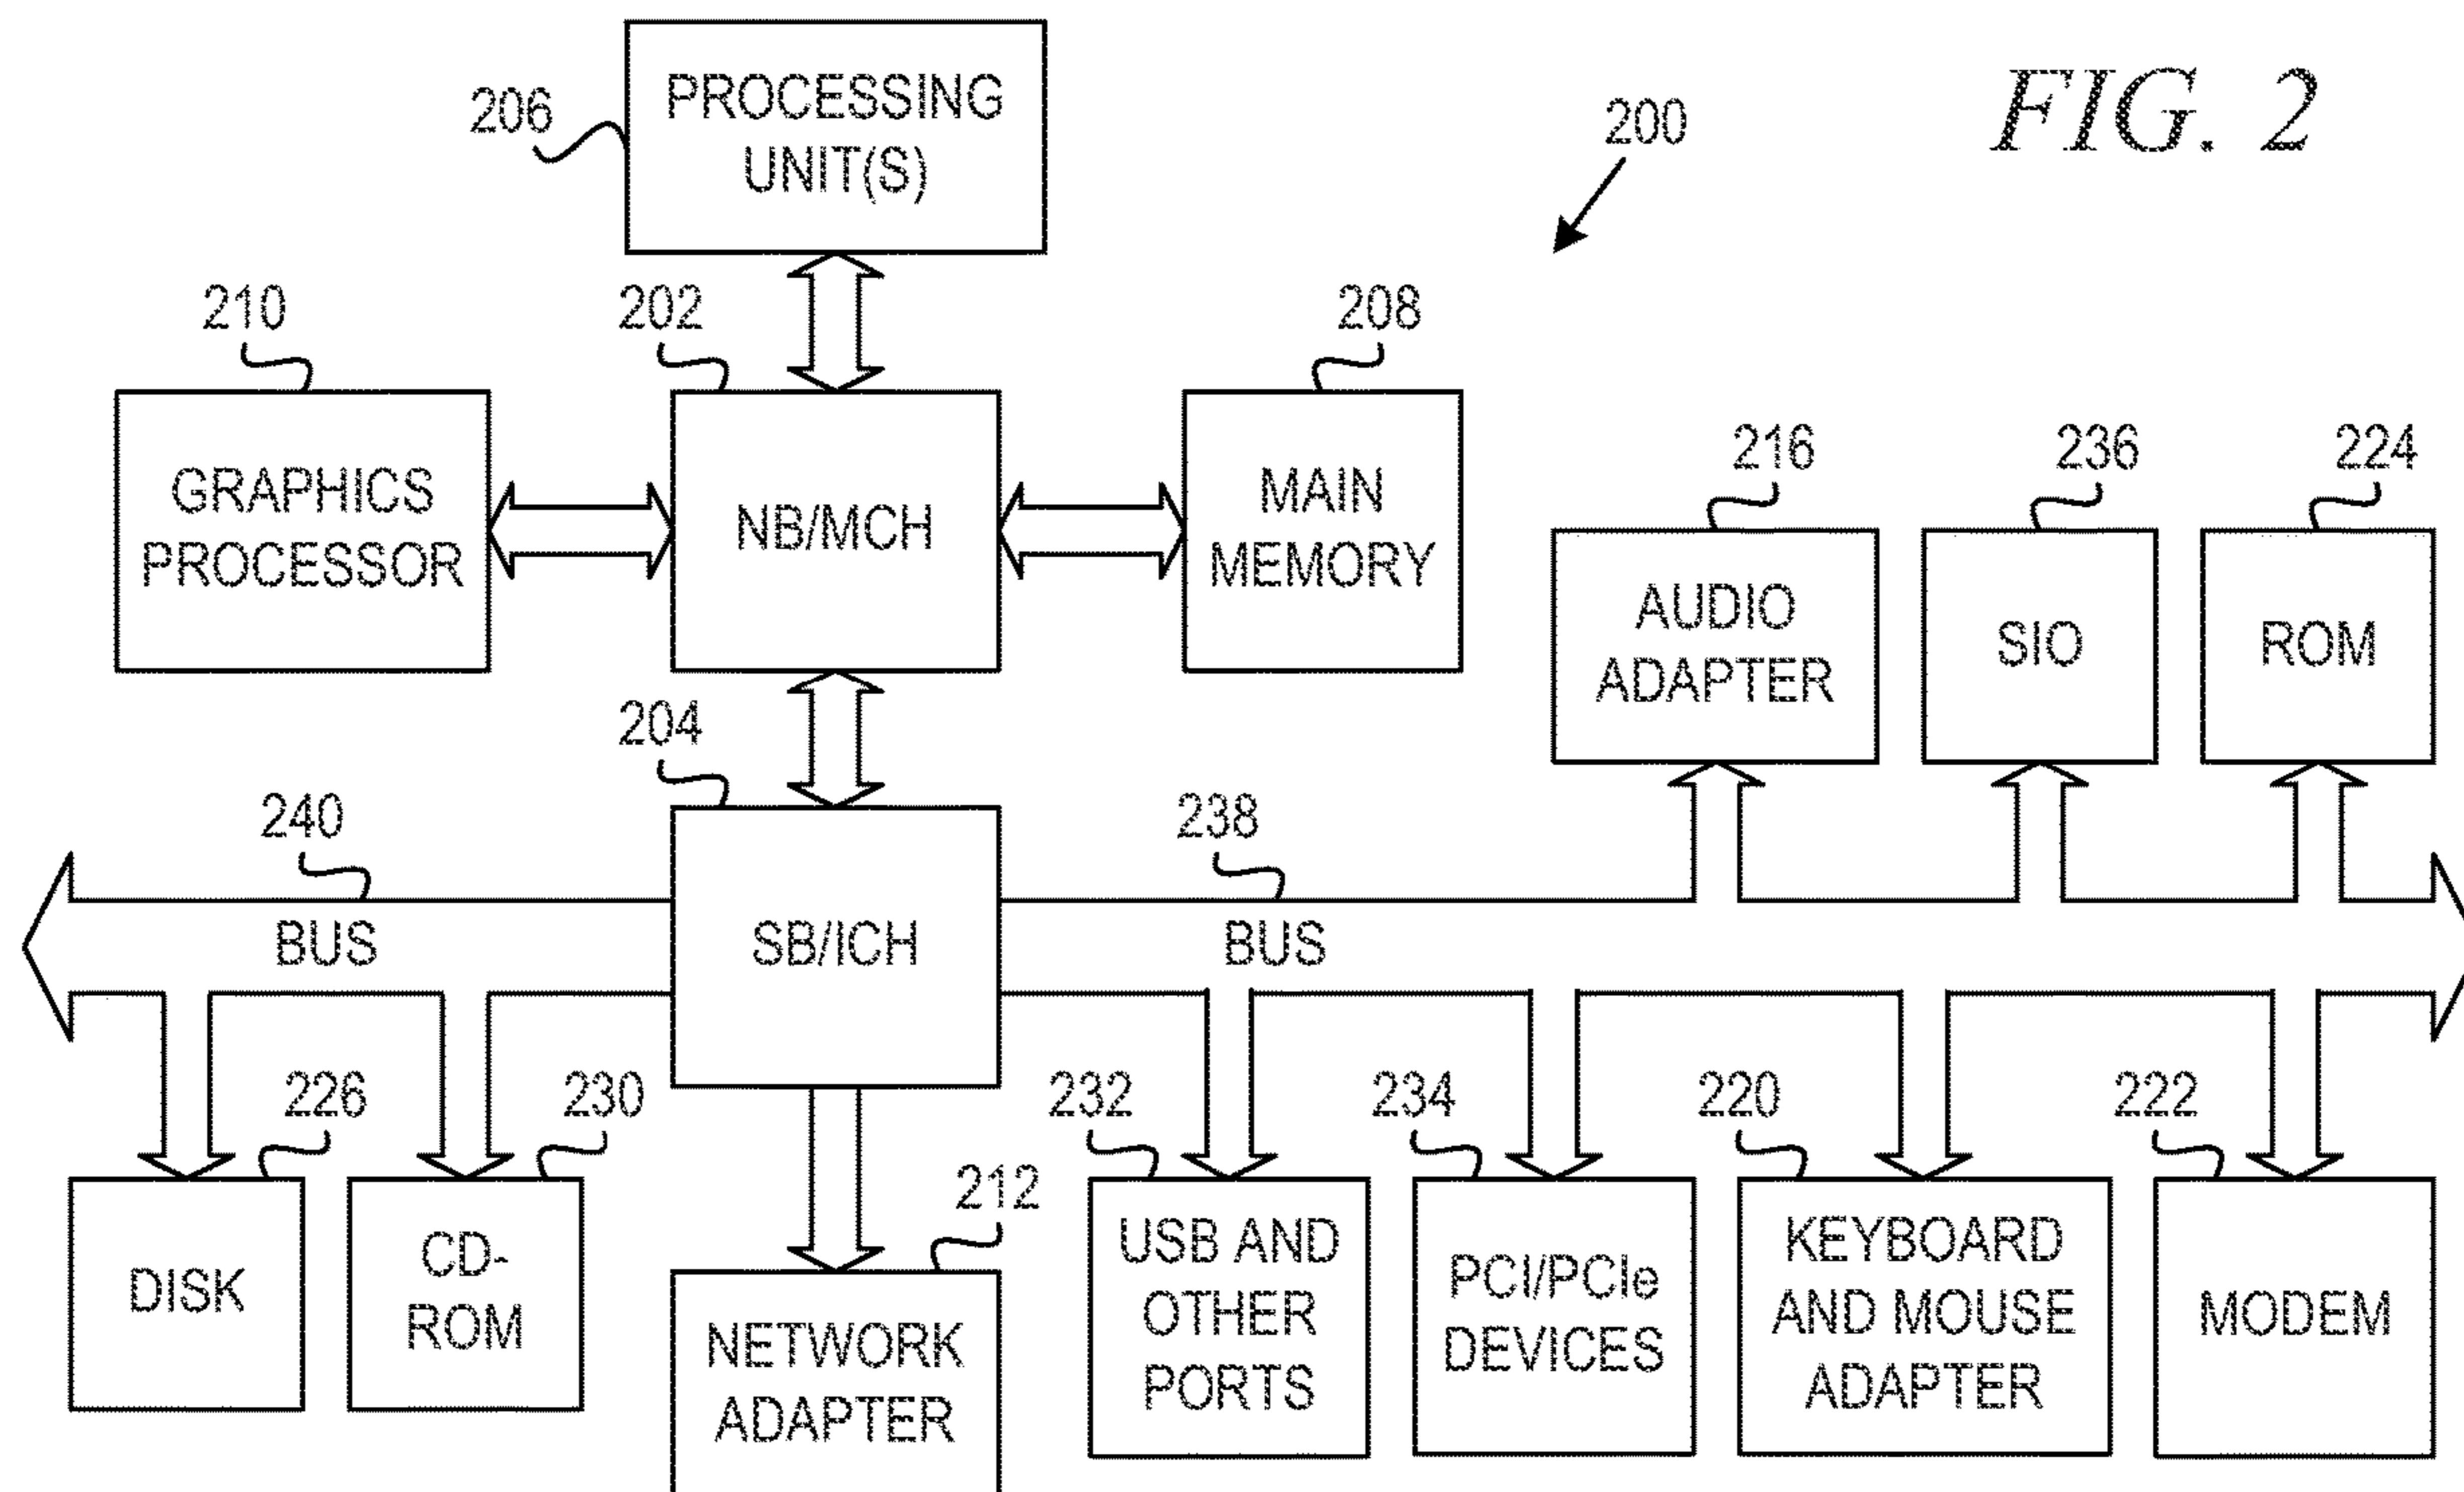 FIG. 2
200
206
PROCESSING
UNIT(S)
210
202
208
GRAPHICS
PROCESSOR
NB/MCH
MAIN
MEMORY
216
236
224
AUDIO
ADAPTER
SIO
ROM
204
240
238
BUS
SB/ICH
BUS
226
230
212
232
234
220
222
DISK
CD-
ROM
NETWORK
ADAPTER
USB AND
OTHER
PORTS
PCI/PCIe
DEVICES
KEYBOARD
AND MOUSE
ADAPTER
MODEM